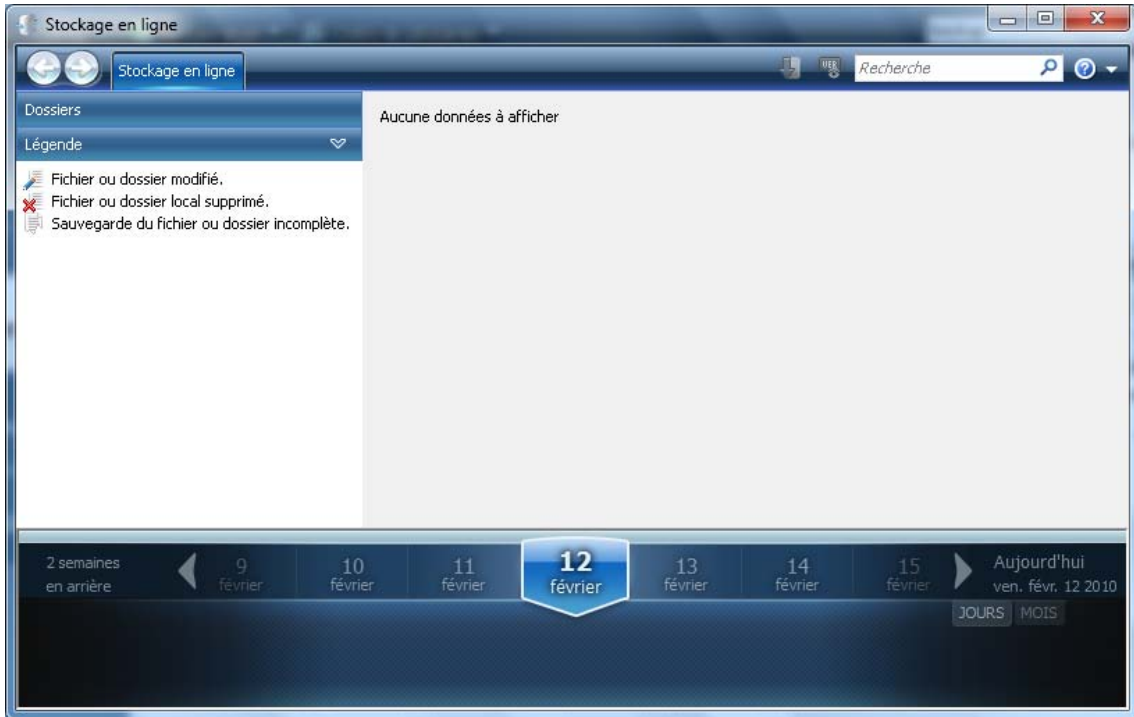 Stockage en ligne
Stockage en ligne
WEB
Recherche
Dossiers
Légende
Fichier ou dossier modifié.
Fichier ou dossier local supprimé.
Sauvegarde du fichier ou dossier incomplète.
Aucune données à afficher
2 semaines
en arrière
9
février
10
février
11
février
12
février
13
février
14
février
15
février
Aujourd'hui
ven. févr. 12 2010
JOURS
MOIS